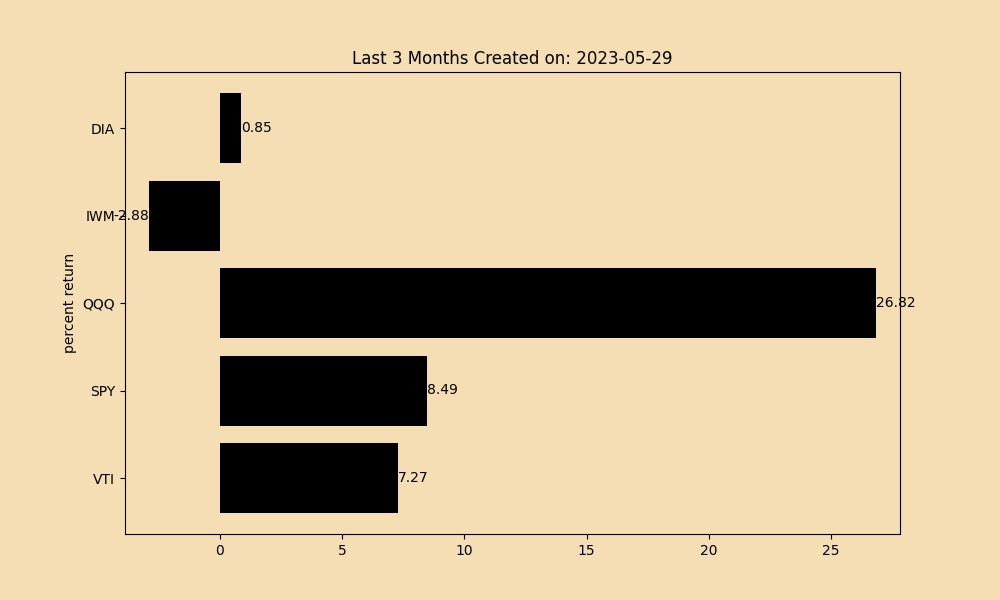 Last 3 Months Created on: 2023-05-29
percent return
DIA
0.85
IWM
-2.88
QQQ
26.82
SPY
8.49
VTI
7.27
0 5 10 15 20 25